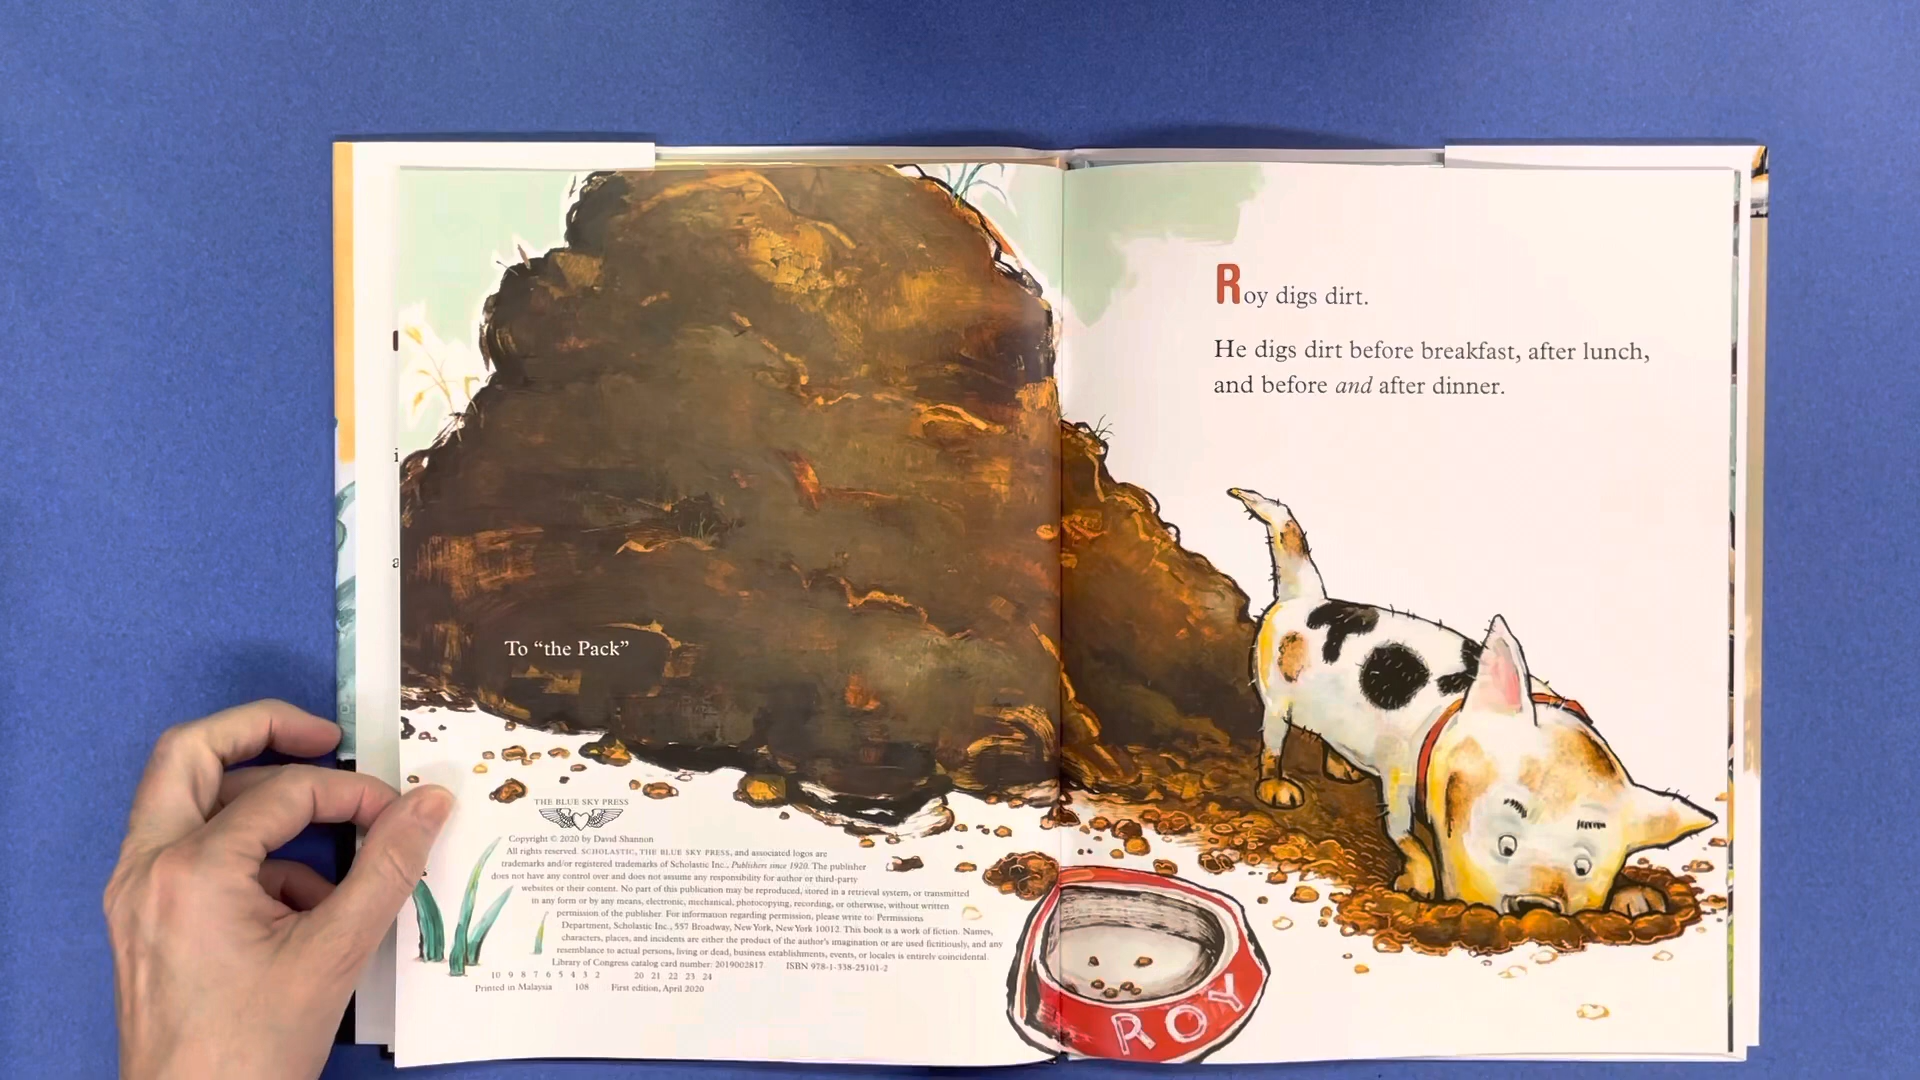 To “the Pack”
THE BLUE SKY PRESS
Copyright © 2020 by David Shannon
All rights reserved. SCHOLASTIC, THE BLUE SKY PRESS, and associated logos are
trademarks and/or registered trademarks of Scholastic Inc., Publishers since 1920. The publisher
does not have any control over and does not assume any responsibility for author or third-party
websites or their content. No part of this publication may be reproduced, stored in a retrieval system, or transmitted
in any form or by any means, electronic, mechanical, photocopying, recording, or otherwise, without written
permission of the publisher. For information regarding permission, please write to: Permissions
Department, Scholastic Inc., 557 Broadway, New York, New York 10012. This book is a work of fiction. Names,
characters, places, and incidents are either the product of the author's imagination or are used fictitiously, and any
resemblance to actual persons, living or dead, business establishments, events, or locales is entirely coincidental.
Library of Congress catalog card number: 2019002817 ISBN 978-1-338-25101-2
10 9 8 7 6 5 4 3 2 20 21 22 23 24
Printed in Malaysia 108 First edition, April 2020
Roy digs dirt.
He digs dirt before breakfast, after lunch,
and before and after dinner.
ROY